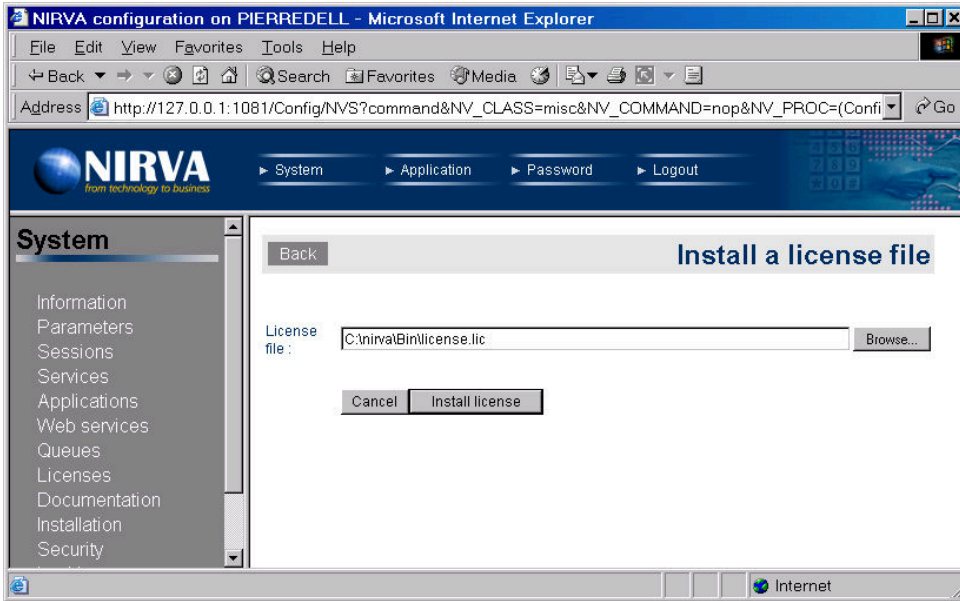 NIRVA configuration on PIERREDELL - Microsoft Internet Explorer
File Edit View Favorites Tools Help
Back Search Favorites Media
Address http://127.0.0.1:1081/Config/NVS?command&NV_CLASS=misc&NV_COMMAND=nop&NV_PROC=(Confi Go
NIRVA
from technology to business
System Application Password Logout
System
Back
Install a license file
Information
Parameters
Sessions
Services
Applications
Web services
Queues
Licenses
Documentation
Installation
Security
License file :
C:\nirva\Bin\license.lic
Browse...
Cancel Install license
Internet